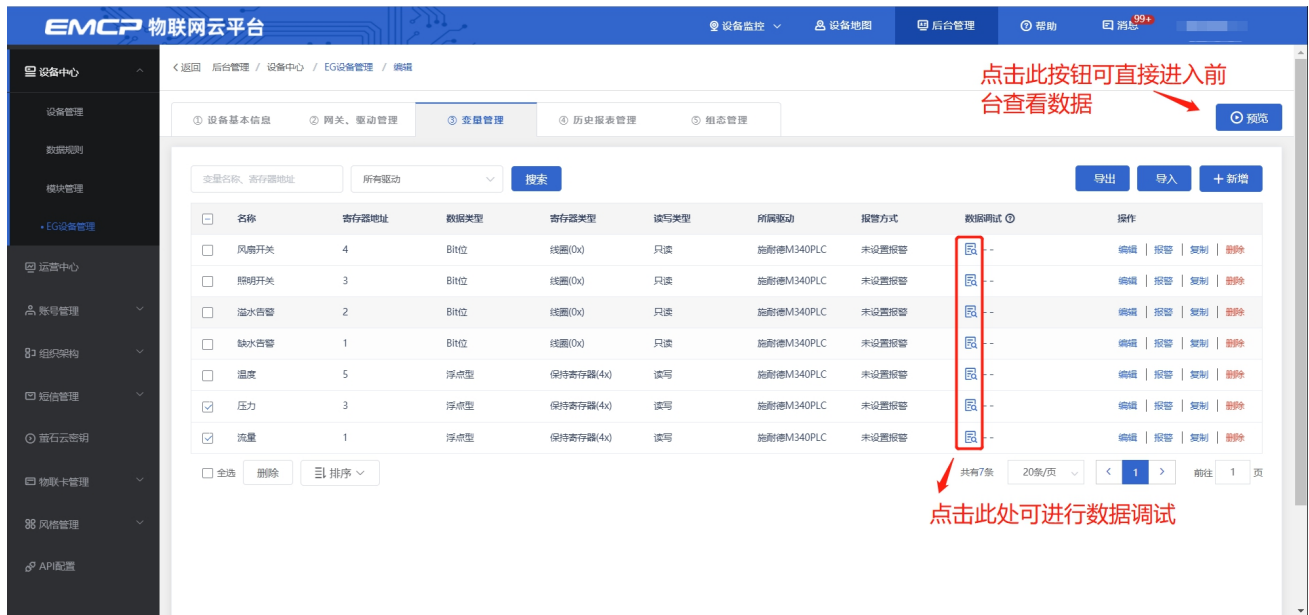 EMCP 物联网云平台
设备监控 设备地图 后台管理 帮助 消息 99+
设备中心
设备管理
数据规则
模块管理
• EG设备管理
运营中心
账号管理
组织架构
短信管理
萤石云密钥
物联卡管理
风格管理
API配置
<返回 后台管理 / 设备中心 / EG设备管理 / 编辑
点击此按钮可直接进入前
台查看数据
① 设备基本信息 ② 网关、驱动管理 ③ 变量管理 ④ 历史报表管理 ⑤ 组态管理
预览
变量名称、寄存器地址 所有驱动 搜索 导出 导入 +新增
名称 寄存器地址 数据类型 寄存器类型 读写类型 所属驱动 报警方式 数据调试 操作
风扇开关 4 Bit位 线圈(0x) 只读 施耐德M340PLC 未设置报警 -- 编辑 | 报警 | 复制 | 删除
照明开关 3 Bit位 线圈(0x) 只读 施耐德M340PLC 未设置报警 -- 编辑 | 报警 | 复制 | 删除
溢水告警 2 Bit位 线圈(0x) 只读 施耐德M340PLC 未设置报警 -- 编辑 | 报警 | 复制 | 删除
缺水告警 1 Bit位 线圈(0x) 只读 施耐德M340PLC 未设置报警 -- 编辑 | 报警 | 复制 | 删除
温度 5 浮点型 保持寄存器(4x) 读写 施耐德M340PLC 未设置报警 -- 编辑 | 报警 | 复制 | 删除
压力 3 浮点型 保持寄存器(4x) 读写 施耐德M340PLC 未设置报警 -- 编辑 | 报警 | 复制 | 删除
流量 1 浮点型 保持寄存器(4x) 读写 施耐德M340PLC 未设置报警 -- 编辑 | 报警 | 复制 | 删除
全选 删除 排序 共有7条 20条/页 < 1 > 前往 1 页
点击此处可进行数据调试